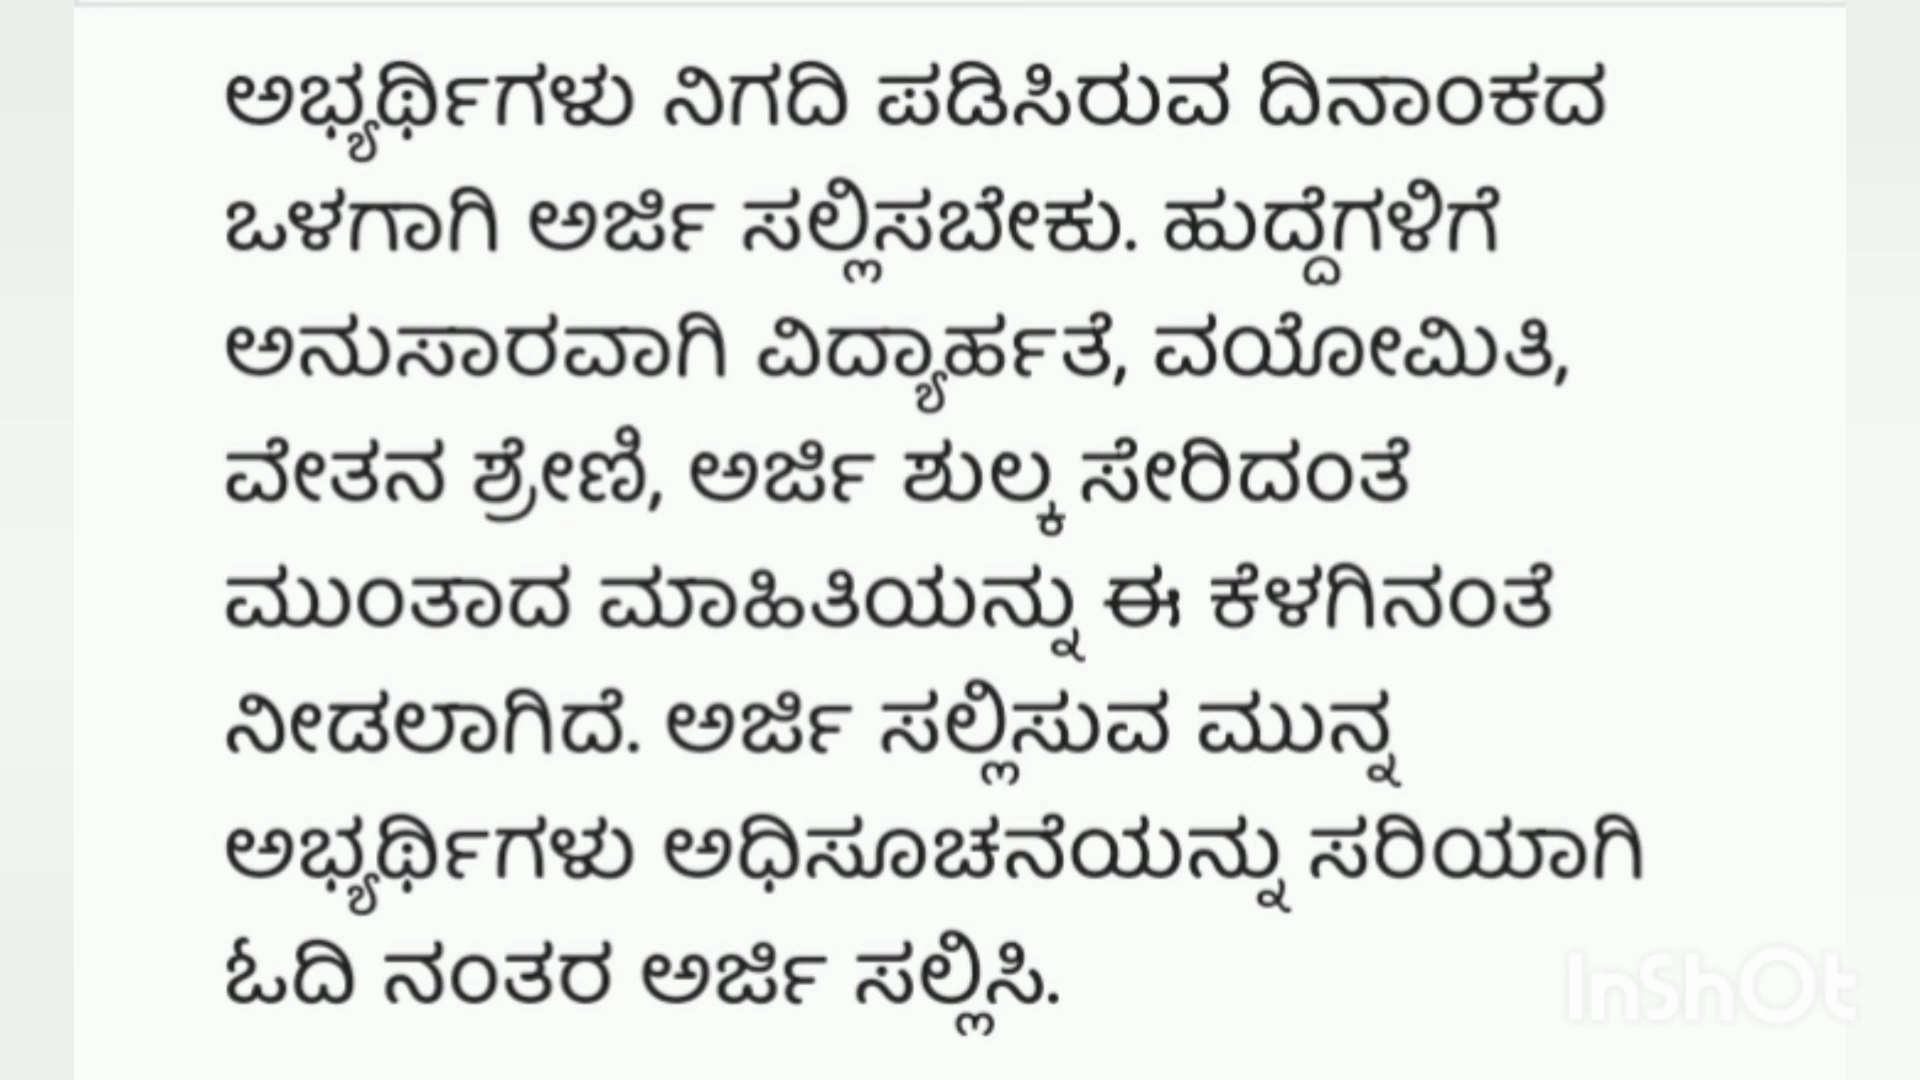 ಅಭ್ಯರ್ಥಿಗಳು ನಿಗದಿ ಪಡಿಸಿರುವ ದಿನಾಂಕದ
ಒಳಗಾಗಿ ಅರ್ಜಿ ಸಲ್ಲಿಸಬೇಕು. ಹುದ್ದೆಗಳಿಗೆ
ಅನುಸಾರವಾಗಿ ವಿದ್ಯಾರ್ಹತೆ, ವಯೋಮಿತಿ,
ವೇತನ ಶ್ರೇಣಿ, ಅರ್ಜಿ ಶುಲ್ಕ ಸೇರಿದಂತೆ
ಮುಂತಾದ ಮಾಹಿತಿಯನ್ನು ಈ ಕೆಳಗಿನಂತೆ
ನೀಡಲಾಗಿದೆ. ಅರ್ಜಿ ಸಲ್ಲಿಸುವ ಮುನ್ನ
ಅಭ್ಯರ್ಥಿಗಳು ಅಧಿಸೂಚನೆಯನ್ನು ಸರಿಯಾಗಿ
ಓದಿ ನಂತರ ಅರ್ಜಿ ಸಲ್ಲಿಸಿ.
InShOt